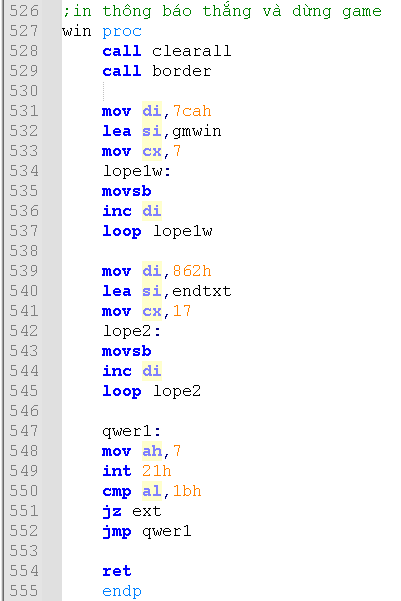 526 ;in thông báo thắng và dừng game
527 win proc
528 call clearall
529 call border
530
531 mov di,7cah
532 lea si,gmwin
533 mov cx,7
534 lope1w:
535 movsb
536 inc di
537 loop lope1w
538
539 mov di,862h
540 lea si,endtxt
541 mov cx,17
542 lope2:
543 movsb
544 inc di
545 loop lope2
546
547 qwer1:
548 mov ah,7
549 int 21h
550 cmp al,1bh
551 jz ext
552 jmp qwer1
553
554 ret
555 endp